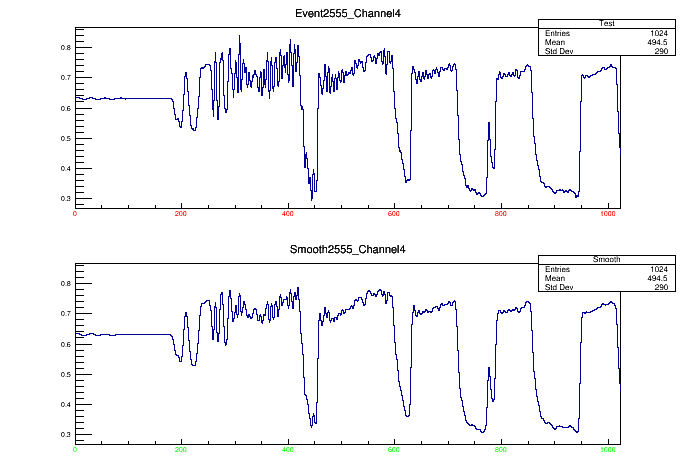 Event2555_Channel4
Test
Entries 1024
Mean 494.5
Std Dev 290
0.8
0.7
0.6
0.5
0.4
0.3
0 200 400 600 800 1000
Smooth2555_Channel4
Smooth
Entries 1024
Mean 494.5
Std Dev 290
0.8
0.7
0.6
0.5
0.4
0.3
0 200 400 600 800 1000